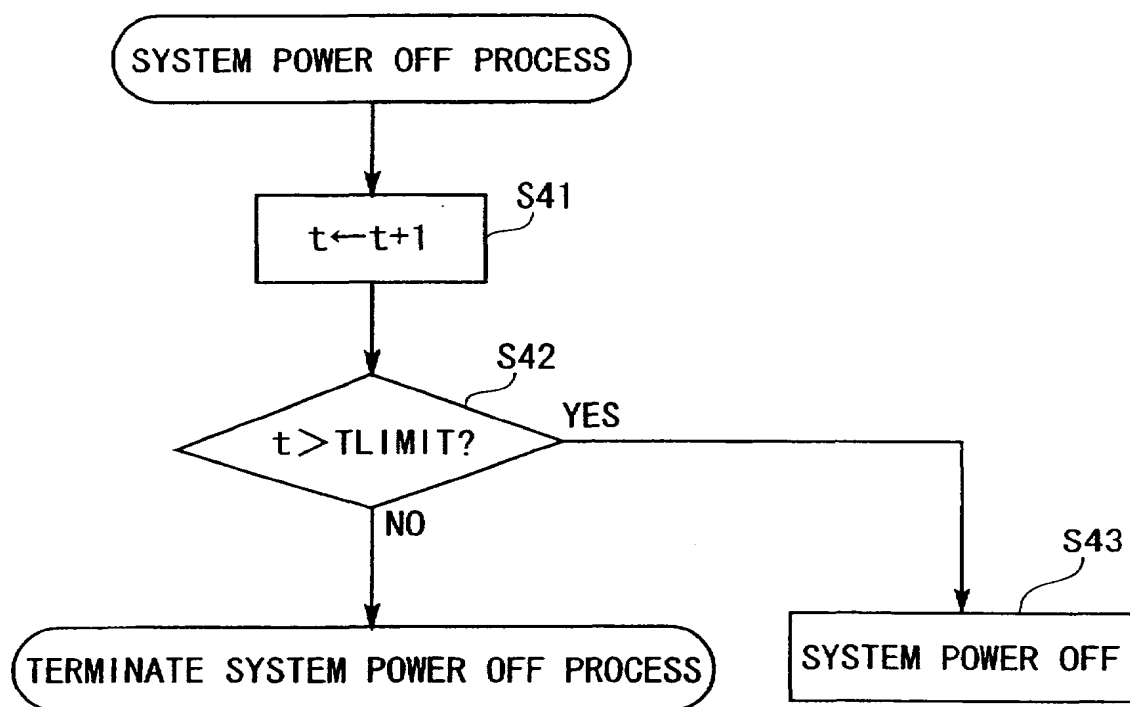 SYSTEM POWER OFF PROCESS
S41
t←t+1
S42
t>TLIMIT?
YES
NO
S43
SYSTEM POWER OFF
TERMINATE SYSTEM POWER OFF PROCESS